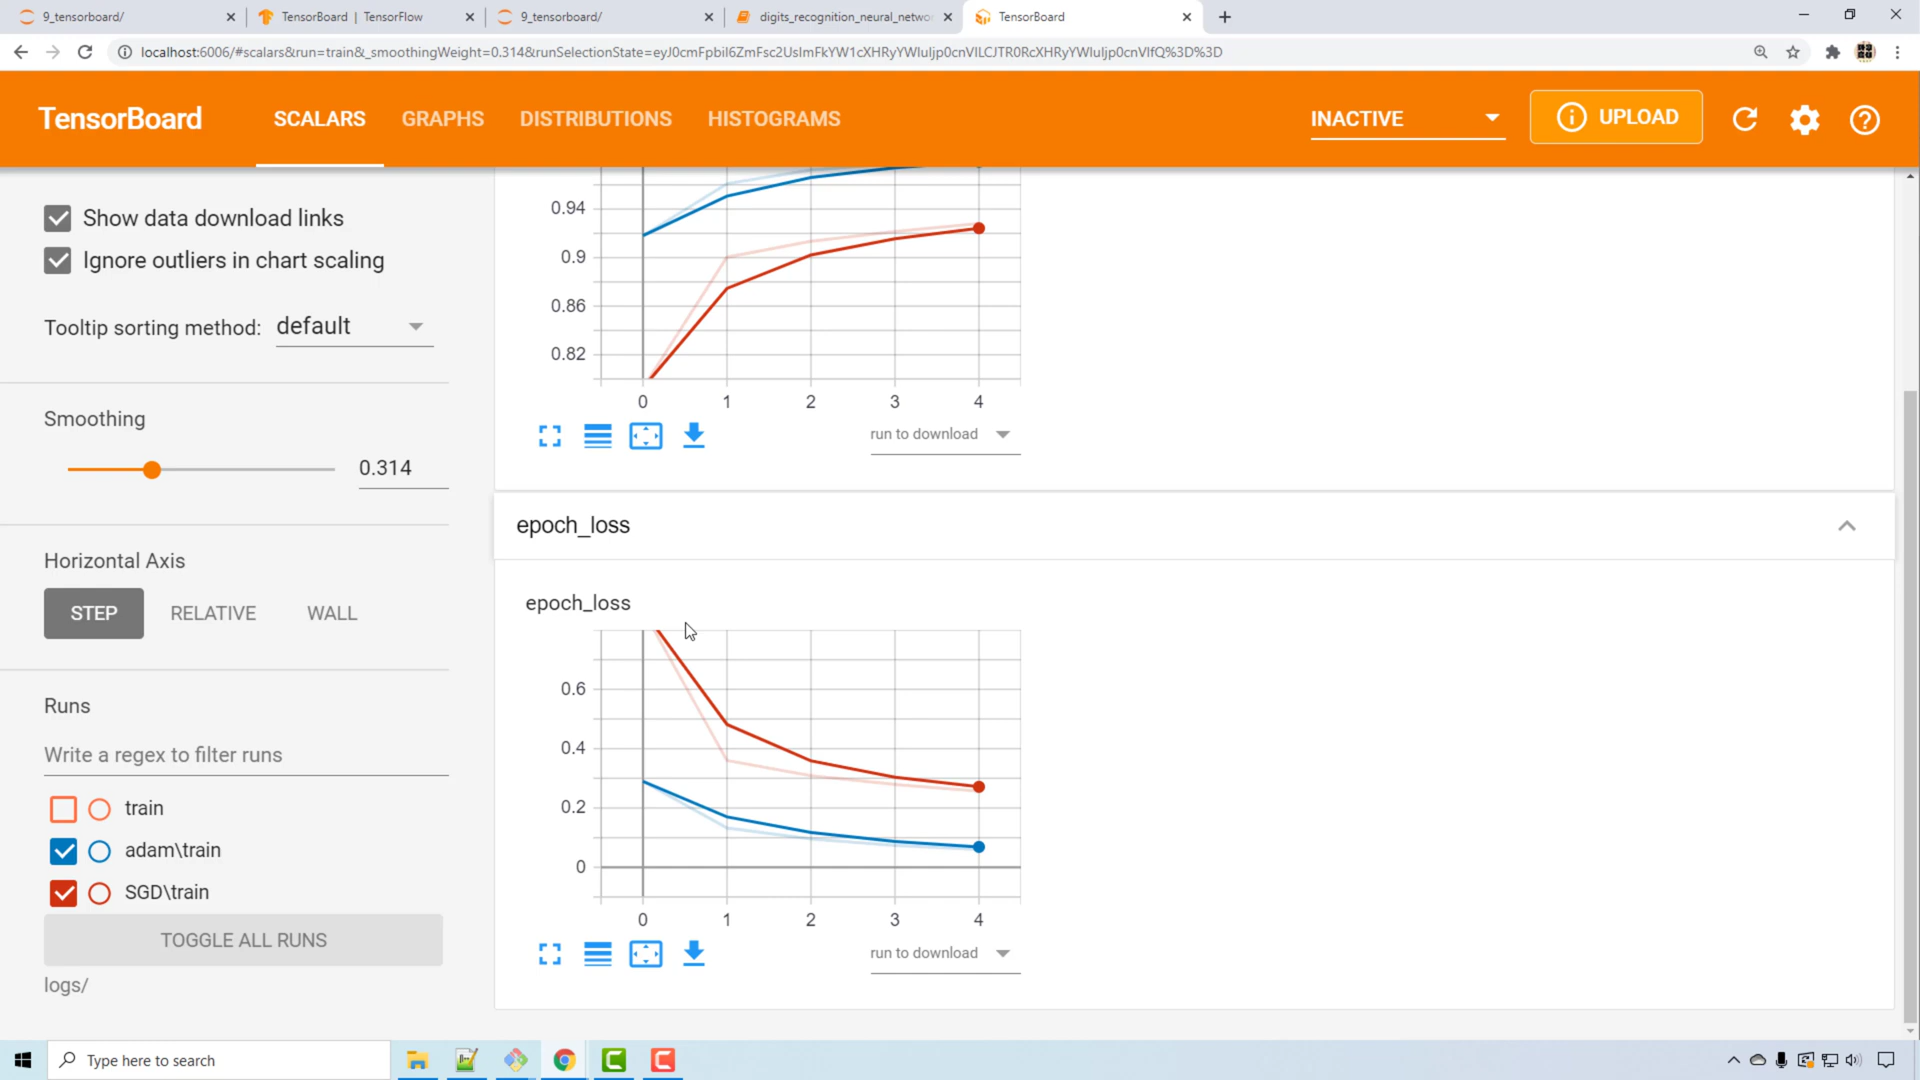 9_tensorboard/
TensorBoard | TensorFlow
9_tensorboard/
digits_recognition_neural_netwo
TensorBoard
localhost:6006/#scalars&run=train&_smoothingWeight=0.314&runSelectionState=
TensorBoard
SCALARS
GRAPHS
DISTRIBUTIONS
HISTOGRAMS
INACTIVE
UPLOAD
Show data download links
Ignore outliers in chart scaling
Tooltip sorting method: default
Smoothing
0.314
Horizontal Axis
STEP
RELATIVE
WALL
Runs
Write a regex to filter runs
train
adam\train
SGD\train
TOGGLE ALL RUNS
logs/
0.94
0.9
0.86
0.82
0 1 2 3 4
run to download
epoch_loss
epoch_loss
0.6
0.4
0.2
0
0 1 2 3 4
run to download
Type here to search